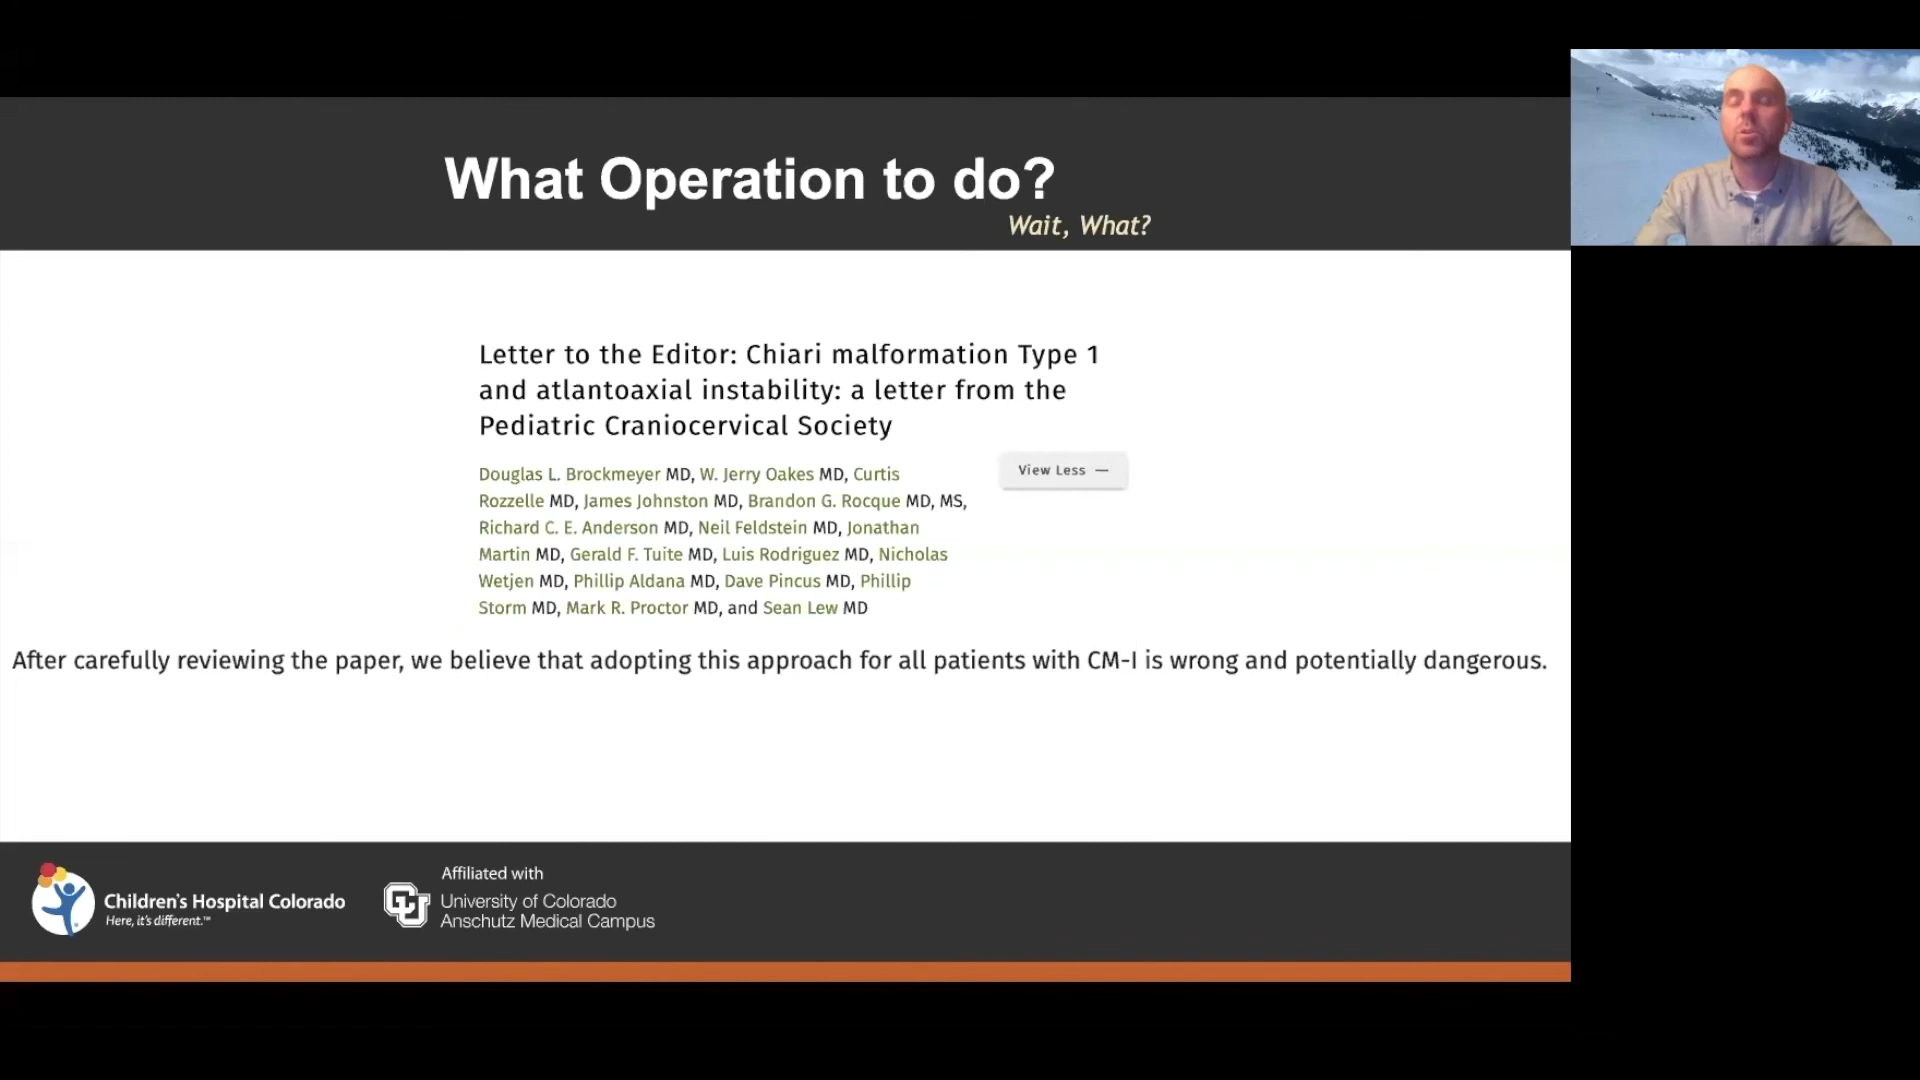 What Operation to do?
Wait, What?
Letter to the Editor: Chiari malformation Type 1
and atlantoaxial instability: a letter from the
Pediatric Craniocervical Society
View Less —
Douglas L. Brockmeyer MD, W. Jerry Oakes MD, Curtis
Rozzelle MD, James Johnston MD, Brandon G. Rocque MD, MS,
Richard C. E. Anderson MD, Neil Feldstein MD, Jonathan
Martin MD, Gerald F. Tuite MD, Luis Rodriguez MD, Nicholas
Wetjen MD, Phillip Aldana MD, Dave Pincus MD, Phillip
Storm MD, Mark R. Proctor MD, and Sean Lew MD
After carefully reviewing the paper, we believe that adopting this approach for all patients with CM-I is wrong and potentially dangerous.
Children's Hospital Colorado
Here, it's different.™
Affiliated with
University of Colorado
Anschutz Medical Campus